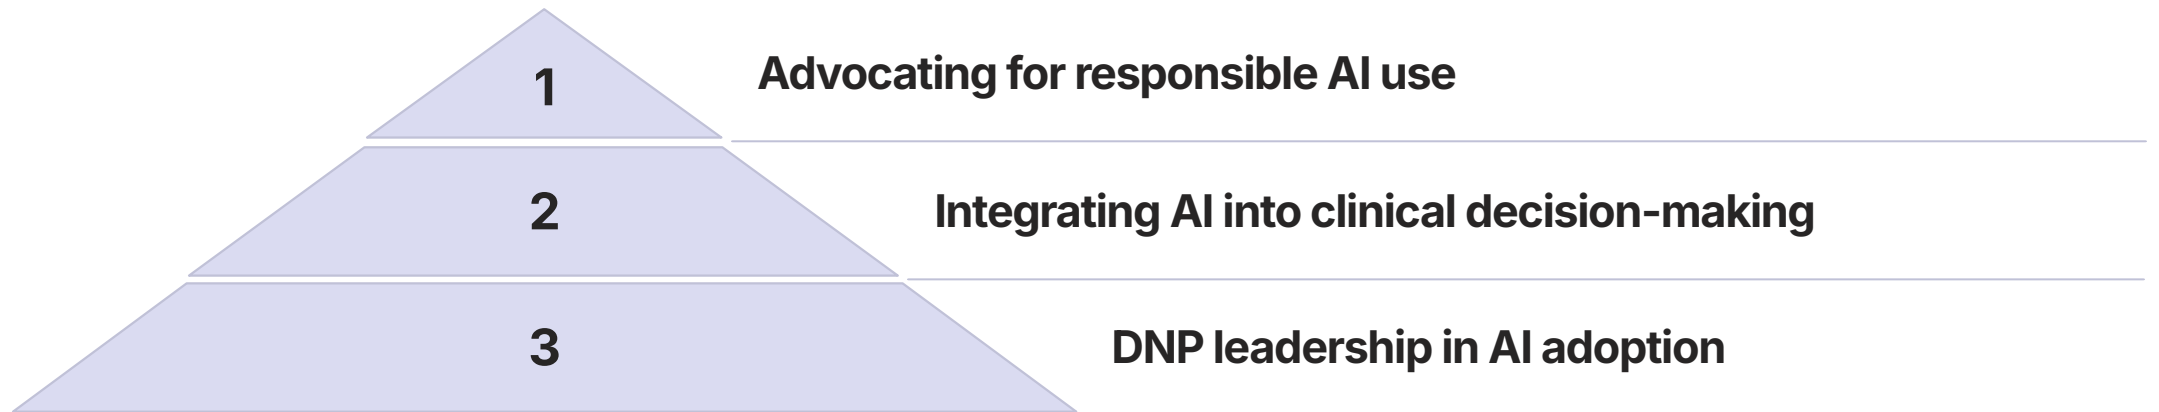 1
Advocating for responsible AI use
2
Integrating AI into clinical decision-making
3
DNP leadership in AI adoption